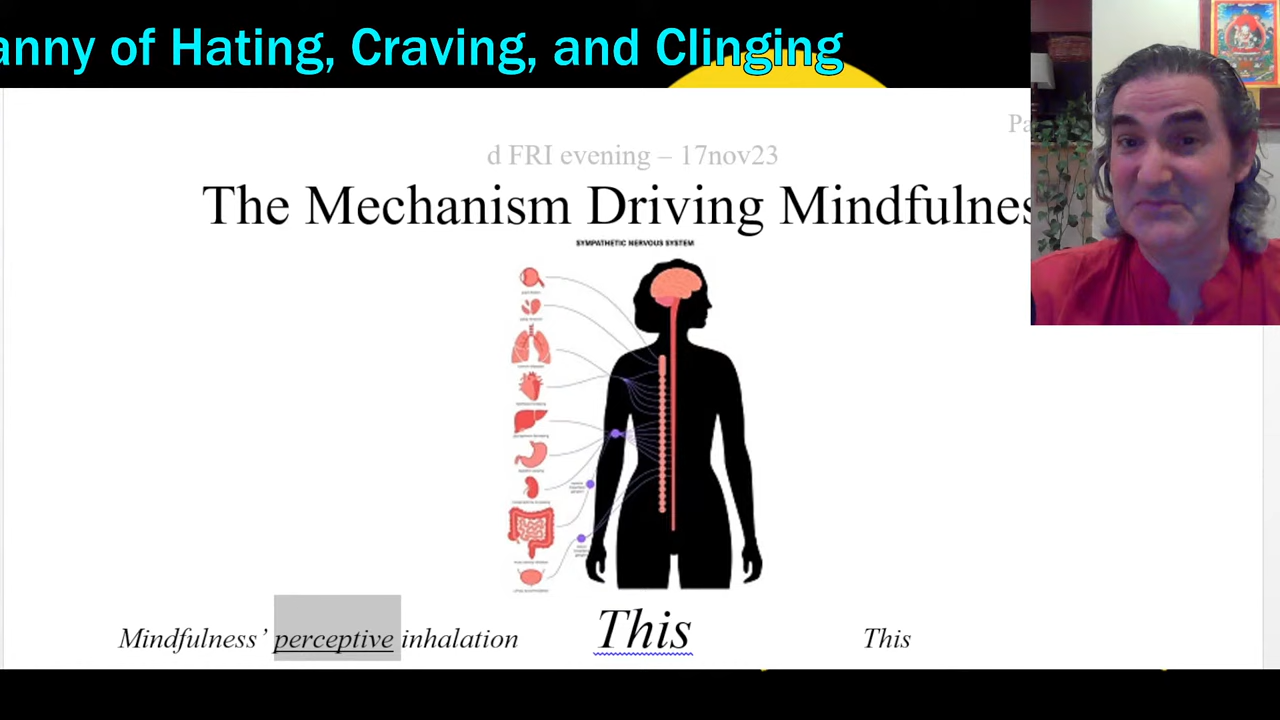 anny of Hating, Craving, and Clinging
Pa
d FRI evening – 17nov23
The Mechanism Driving Mindfulnes
SYMPATHETIC NERVOUS SYSTEM
Mindfulness’ perceptive inhalation This This